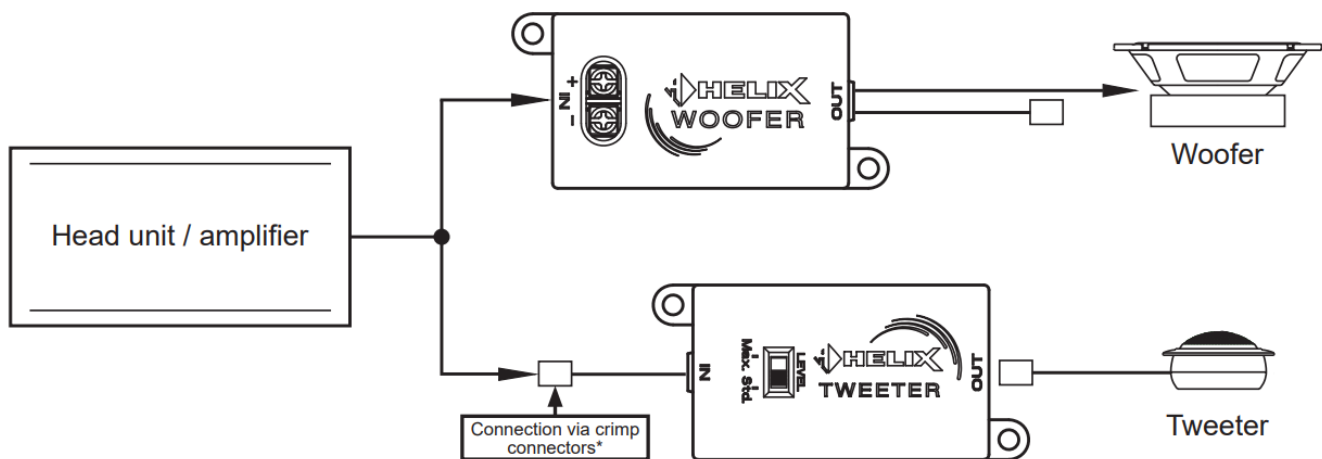 +
IN
-
HELIX
WOOFER
OUT
Woofer
Head unit / amplifier
IN
Max. Std.
LEVEL
HELIX
TWEETER
OUT
Tweeter
Connection via crimp
connectors*